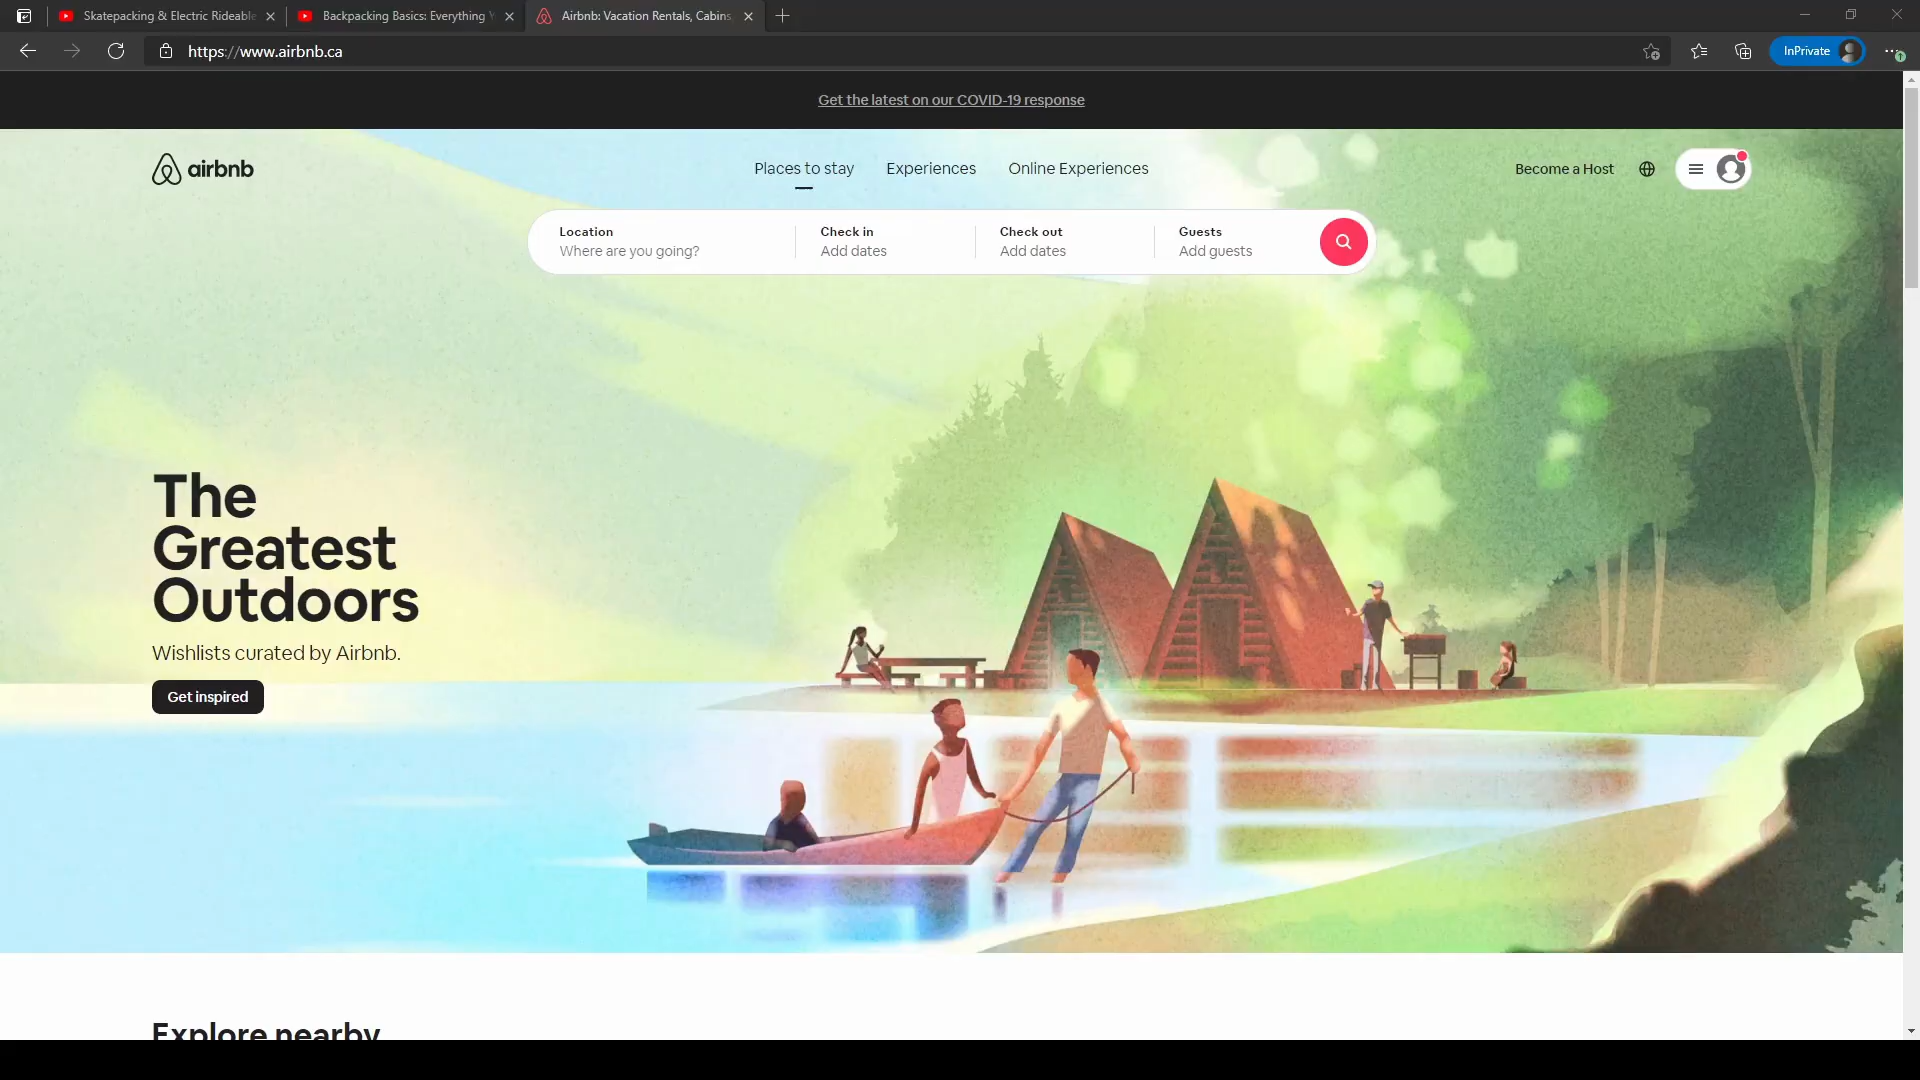 Skatepacking & Electric Rideable
Backpacking Basics: Everything
Airbnb: Vacation Rentals, Cabins,
https://www.airbnb.ca
InPrivate
Get the latest on our COVID-19 response
airbnb
Places to stay
Experiences
Online Experiences
Become a Host
Location
Where are you going?
Check in
Add dates
Check out
Add dates
Guests
Add guests
The
Greatest
Outdoors
Wishlists curated by Airbnb.
Get inspired
Explore nearby